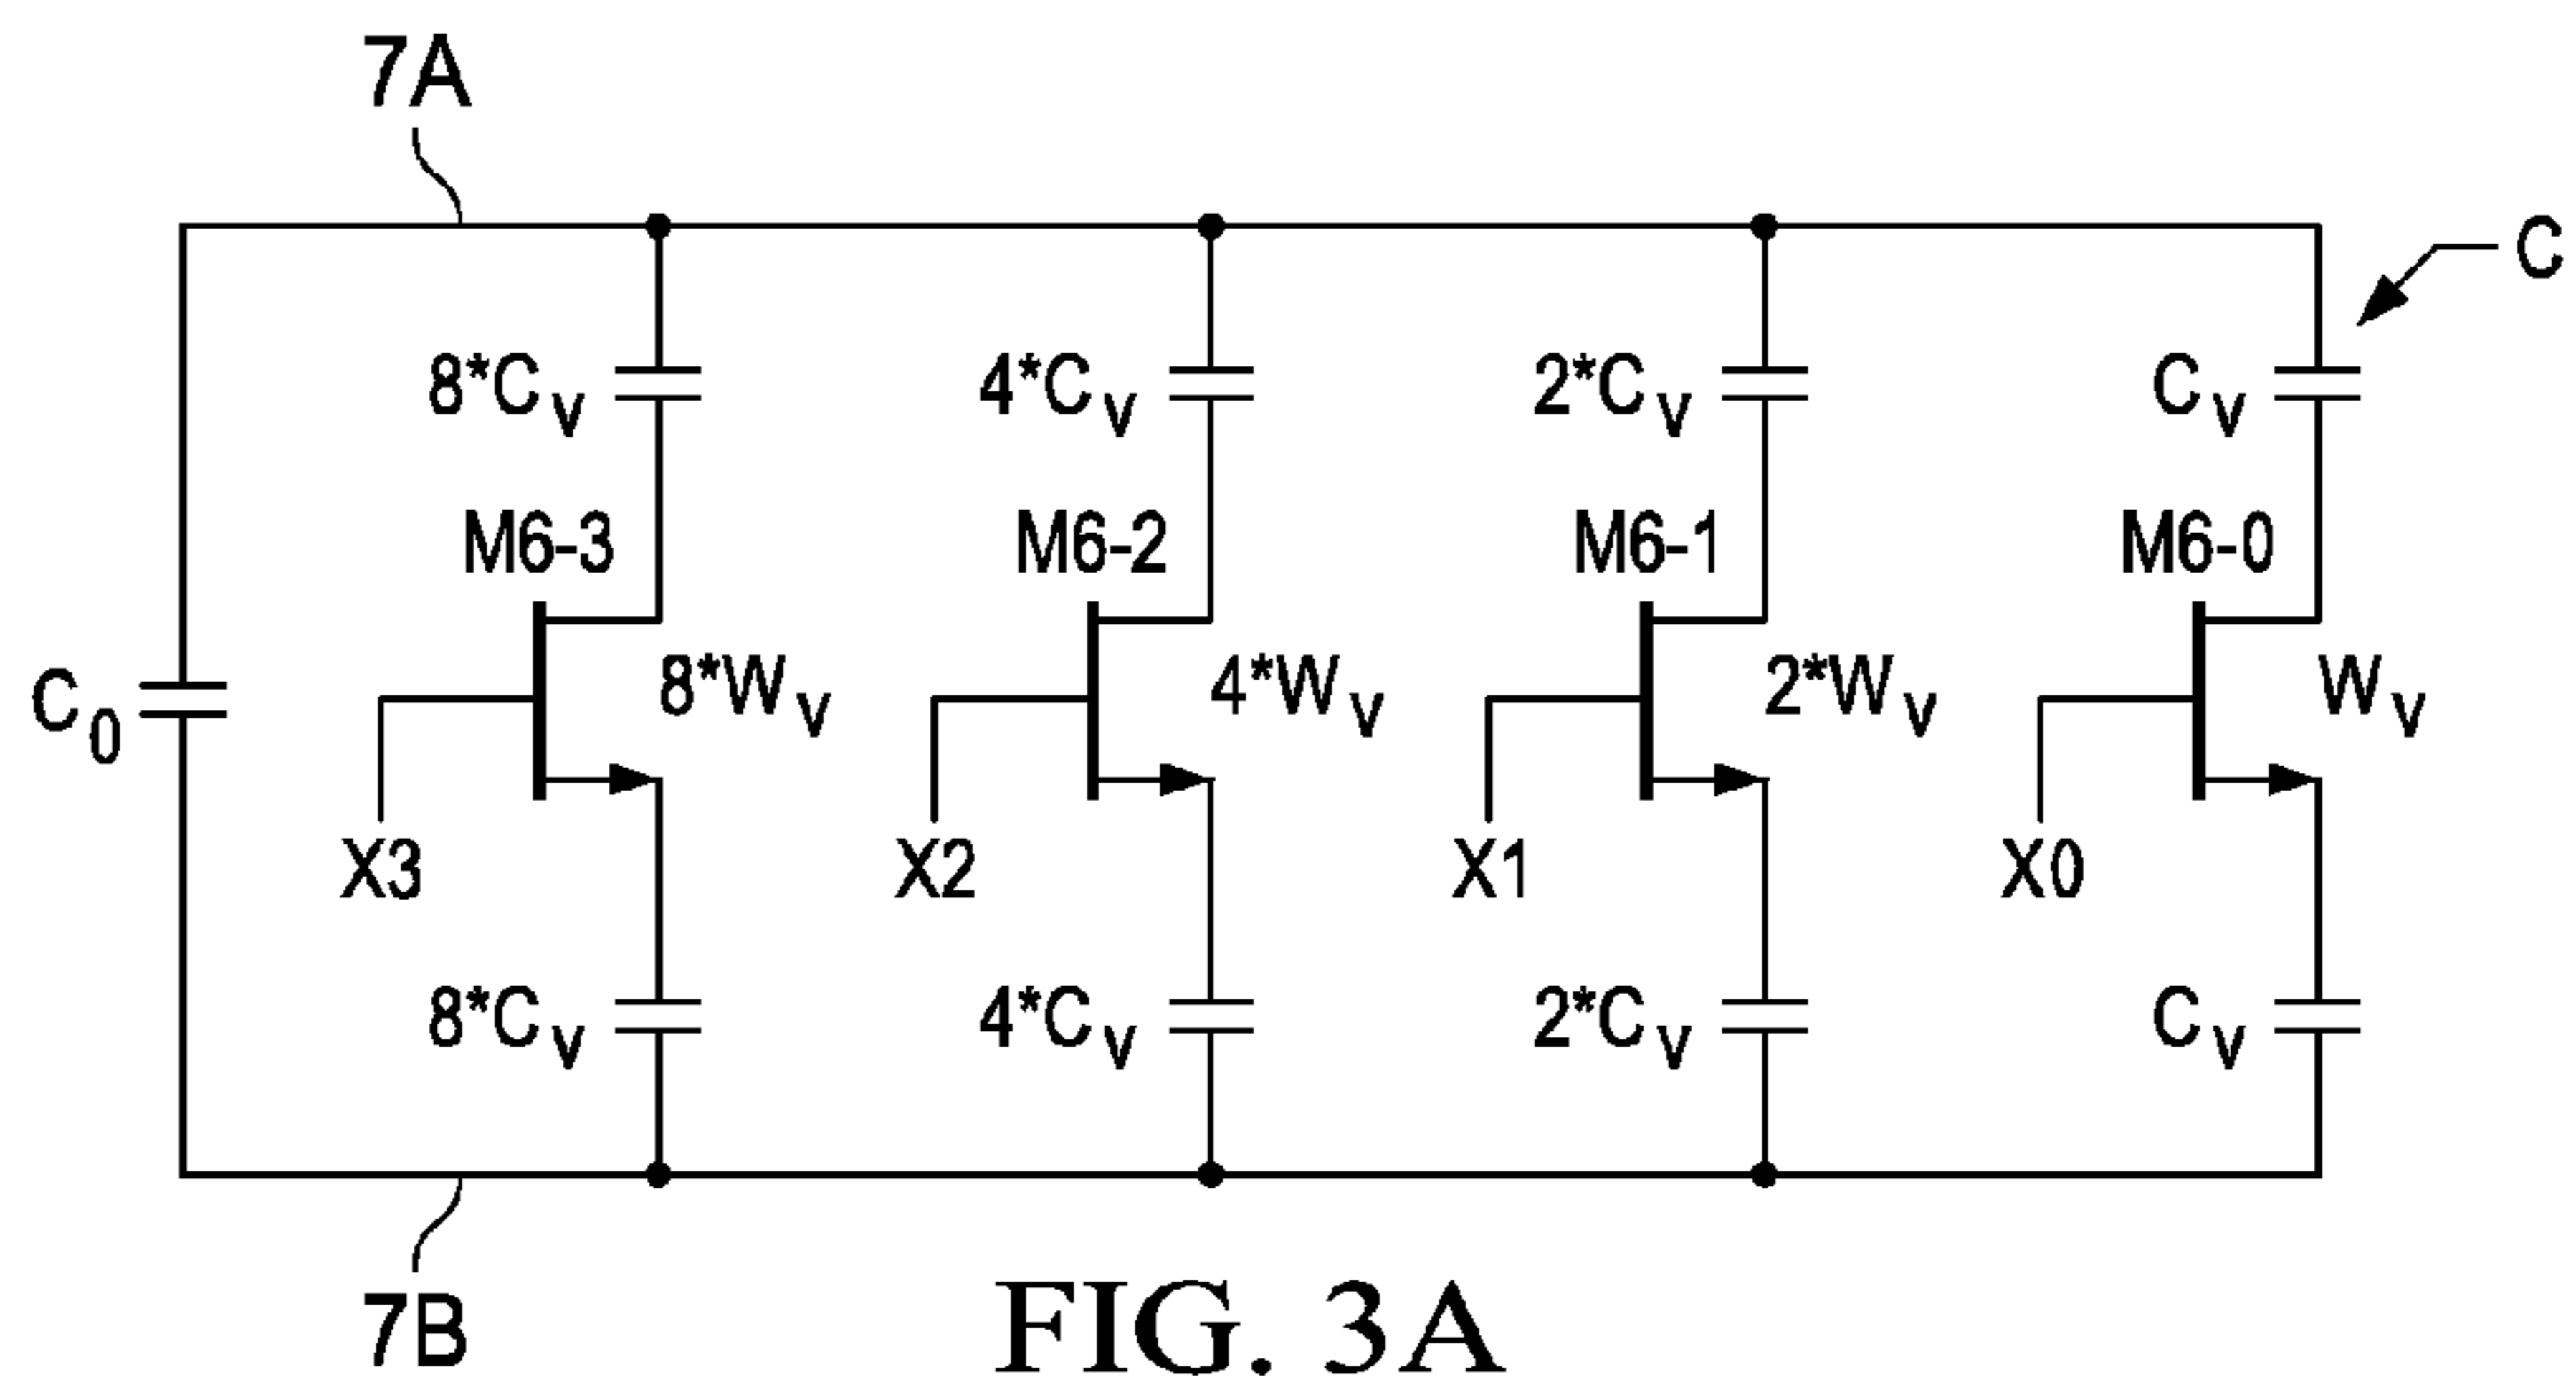 7A
C
8*Cv 4*Cv 2*Cv Cv
M6-3 M6-2 M6-1 M6-0
C0 8*Wv 4*Wv 2*Wv Wv
X3 X2 X1 X0
8*Cv 4*Cv 2*Cv Cv
7B
FIG. 3A